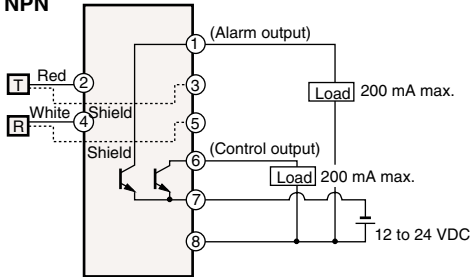 NPN
(Alarm output)
1
T Red 2
3
Load 200 mA max.
Shield
R White 4
5
Shield
(Control output)
6
Load 200 mA max.
7
12 to 24 VDC
8